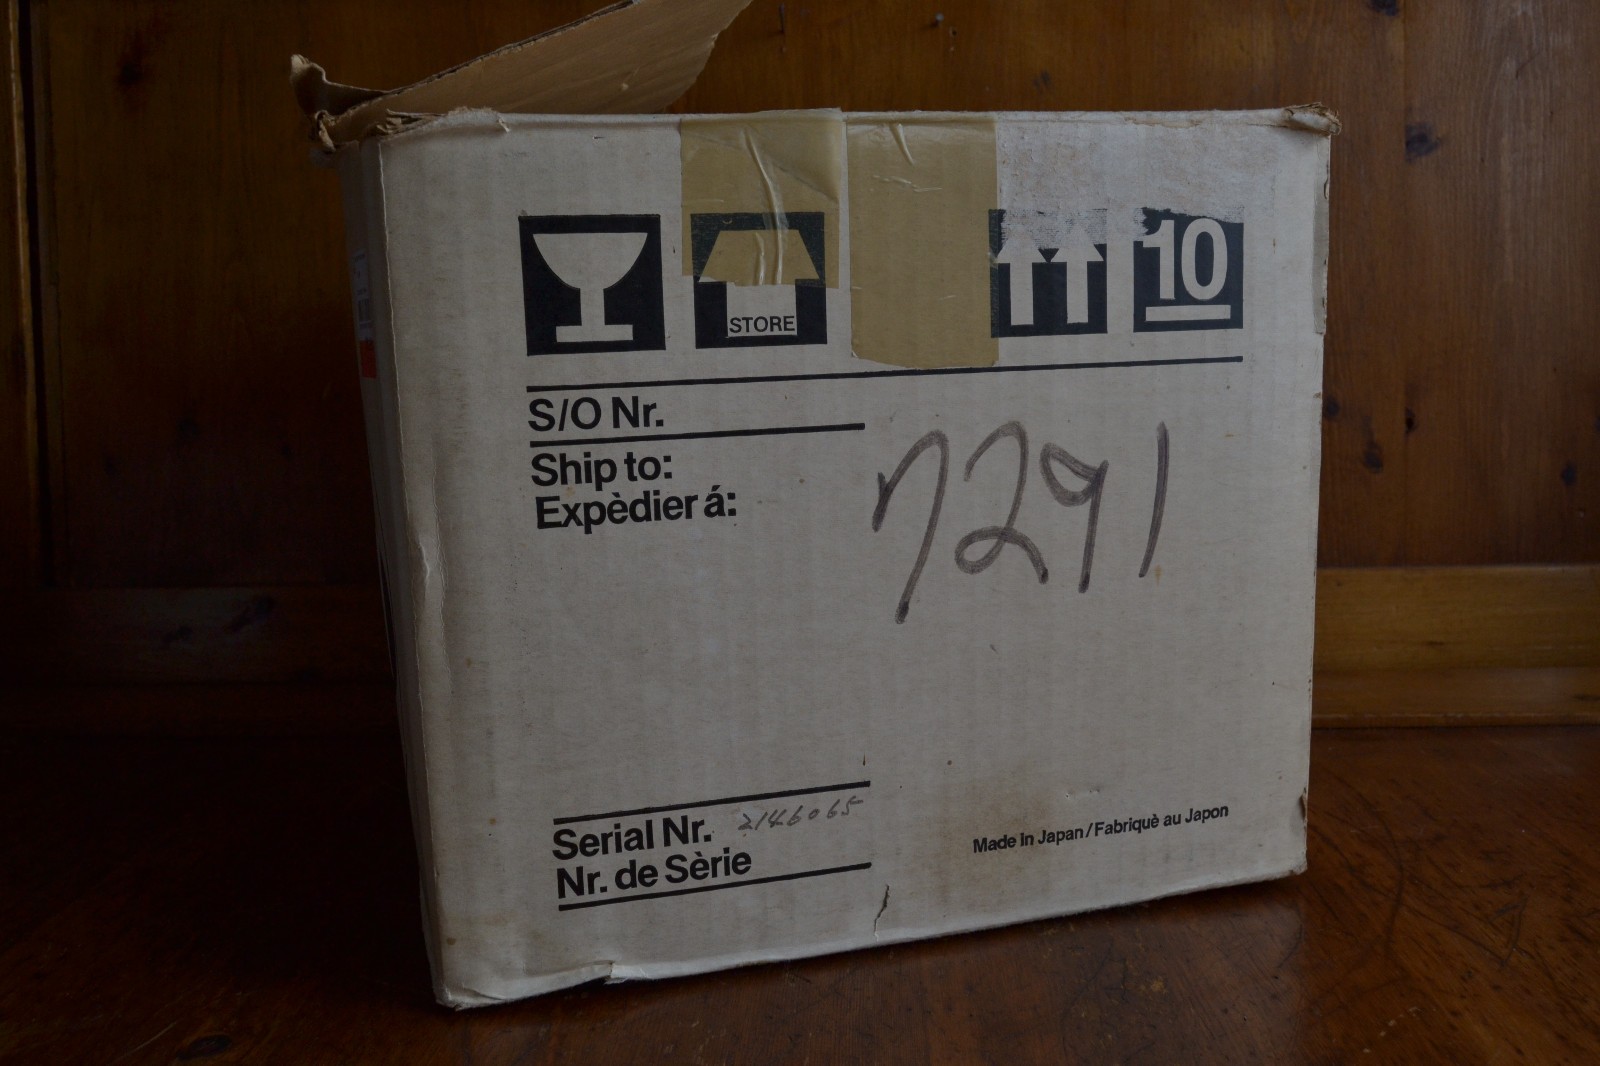 STORE
10
S/O Nr.
Ship to:
Expèdier á:
7291
Serial Nr. 2146065
Nr. de Sèrie
Made in Japan/Fabriquè au Japon